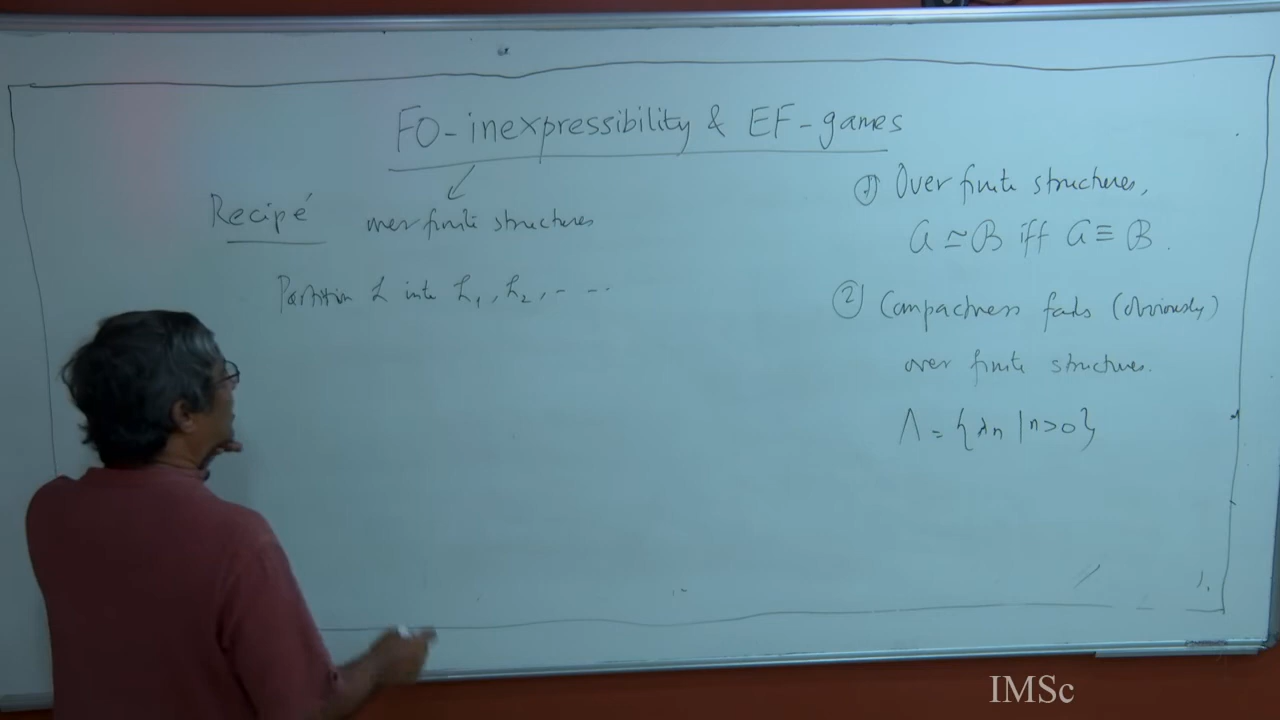 FO-inexpressibility & EF-games
Recipé over finite structures
Partition L into L₁, L₂, - - ..
① Over finite structures,
A ≃ B iff A ≡ B.
② Compactness fails (obviously)
over finite structures.
Λ = {λn | n>0}
IMSc